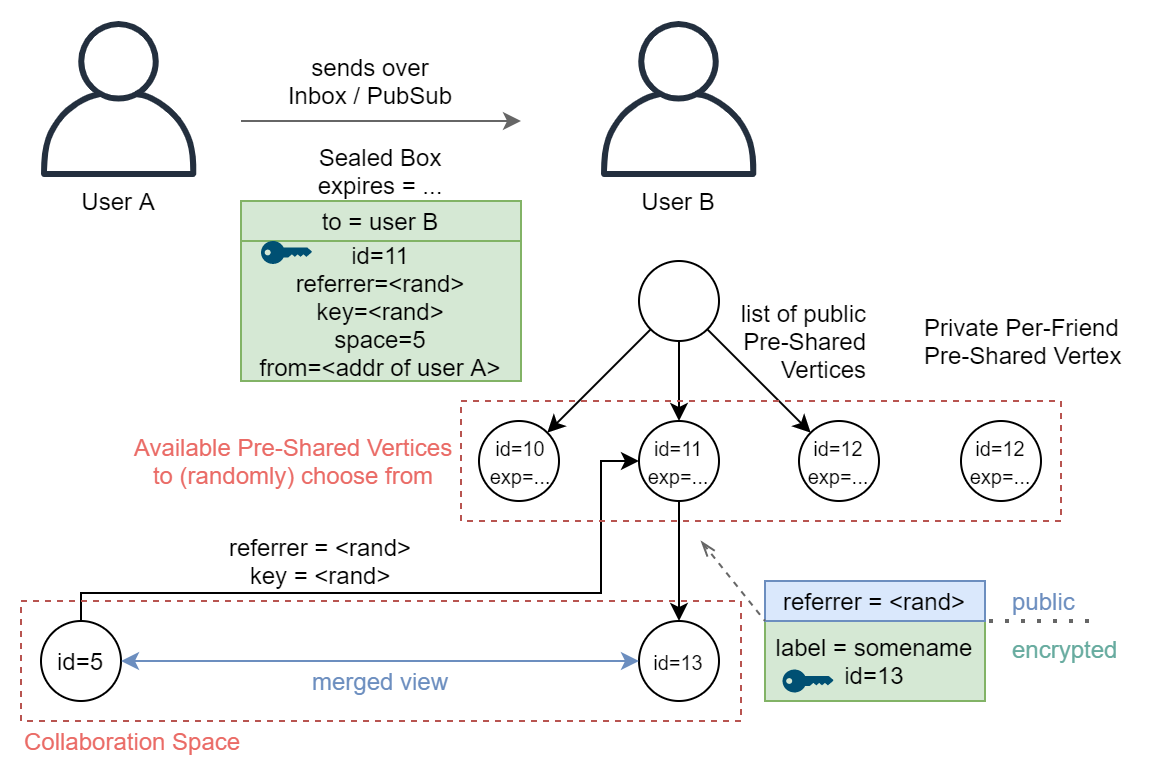 sends over
Inbox / PubSub
User A
User B
Sealed Box
expires = ...
to = user B
id=11
referrer=<rand>
key=<rand>
space=5
from=<addr of user A>
list of public
Pre-Shared
Vertices
Private Per-Friend
Pre-Shared Vertex
Available Pre-Shared Vertices
to (randomly) choose from
id=10
exp=...
id=11
exp=...
id=12
exp=...
id=12
exp=...
referrer = <rand>
key = <rand>
referrer = <rand>
public
label = somename
id=13
encrypted
id=5
merged view
id=13
Collaboration Space